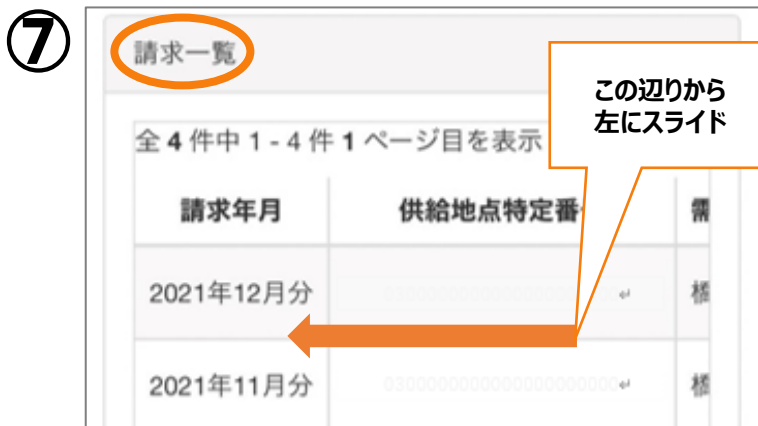 ⑦
請求一覧
この辺りから
左にスライド
全 4 件中 1 - 4 件 1 ページ目を表示
請求年月 供給地点特定番 需
2021年12月分
2021年11月分